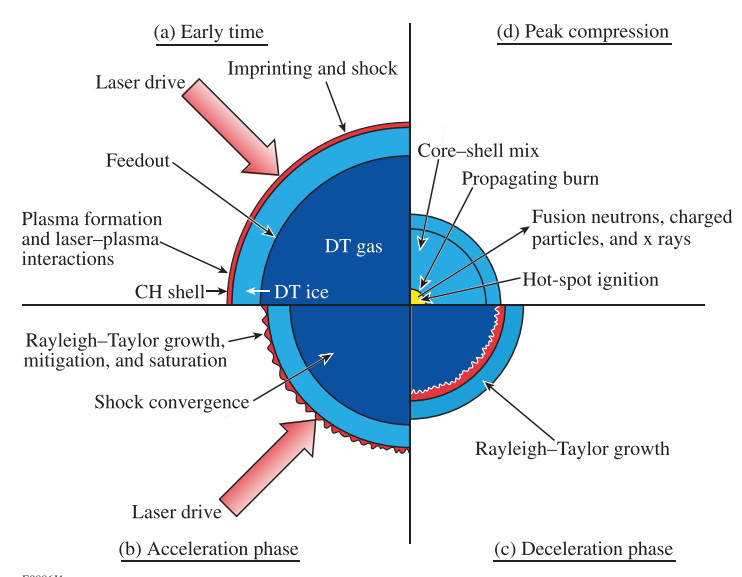 (a) Early time
(d) Peak compression
Imprinting and shock
Laser drive
Feedout
Core–shell mix
Propagating burn
Plasma formation
and laser–plasma
interactions
Fusion neutrons, charged
particles, and x rays
DT gas
Hot-spot ignition
CH shell
DT ice
Rayleigh–Taylor growth,
mitigation, and saturation
Shock convergence
Rayleigh–Taylor growth
Laser drive
(b) Acceleration phase
(c) Deceleration phase